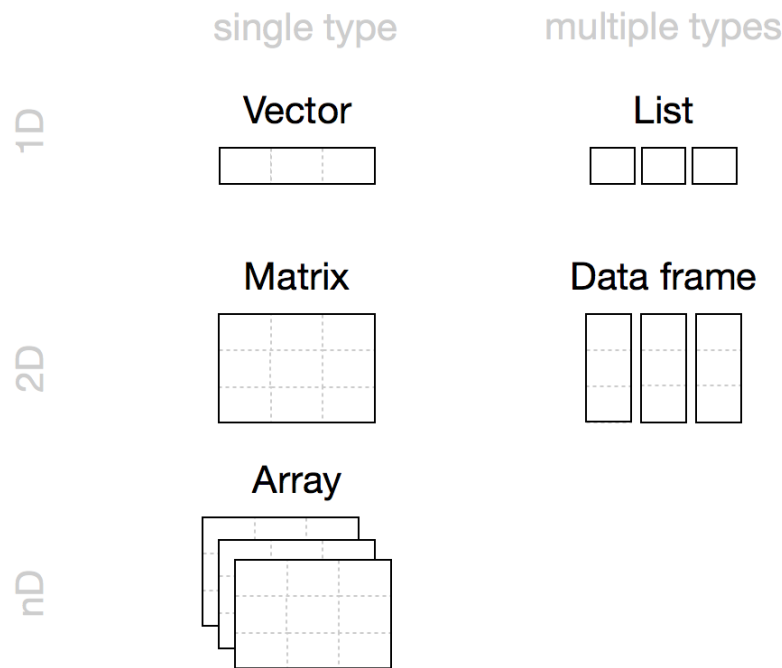 single type multiple types
1D
Vector List
2D
Matrix Data frame
Array
nD